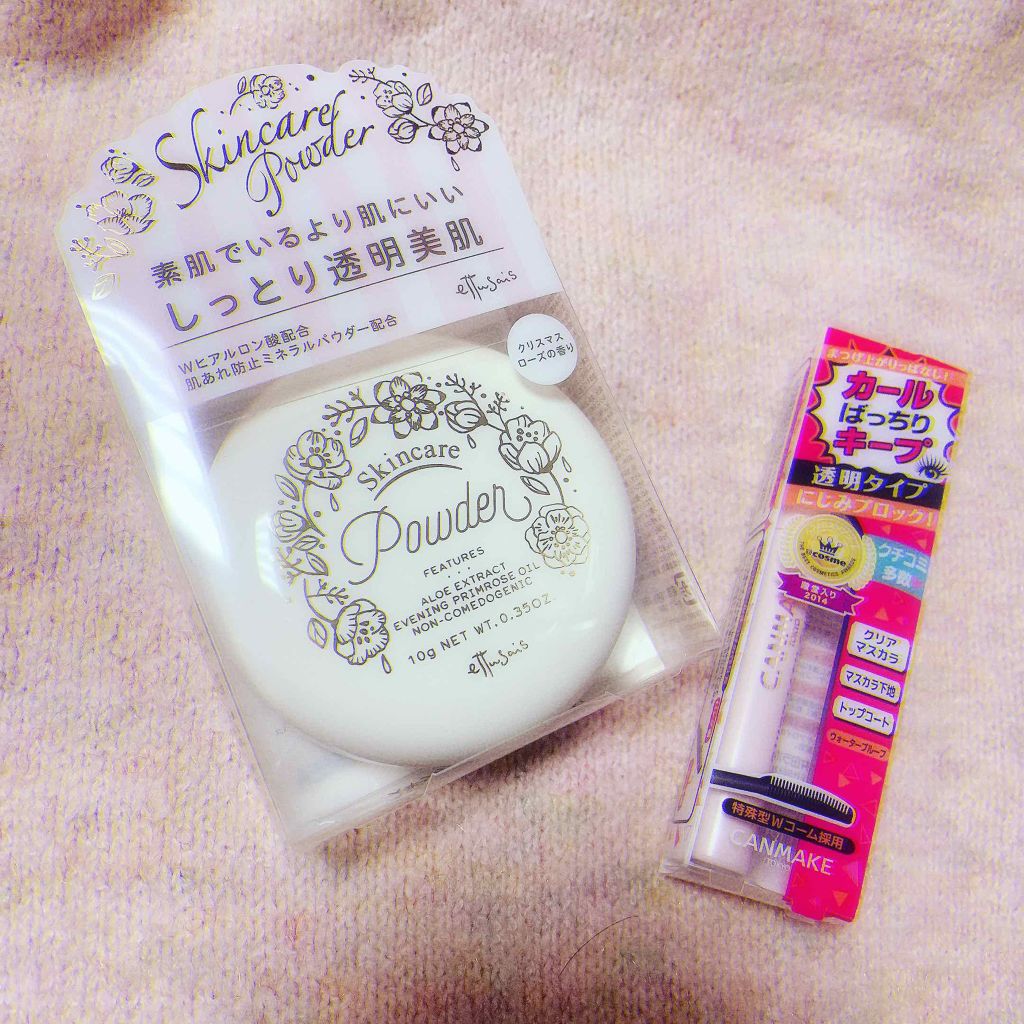 Skincare
Powder
素肌でいるより肌にいい
しっとり透明美肌
ettusais
Wヒアルロン酸配合
肌あれ防止ミネラルパウダー配合
クリスマス
ローズの香り
Skincare
Powder
FEATURES
ALOE EXTRACT
EVENING PRIMROSE OIL
NON-COMEDOGENIC
10g NET WT.0.35OZ.
ettusais
まつげ上がりっぱなし!
カール
ばっちり
キープ
透明タイプ
にじみブロック!
@cosme
THE BEST COSMETICS AWARDS
殿堂入り
2014
クチコミ
多数
クリア
マスカラ
マスカラ下地
トップコート
ウォータープルーフ
CANMA
特殊型Wコーム採用
CANMAKE
TOKYO